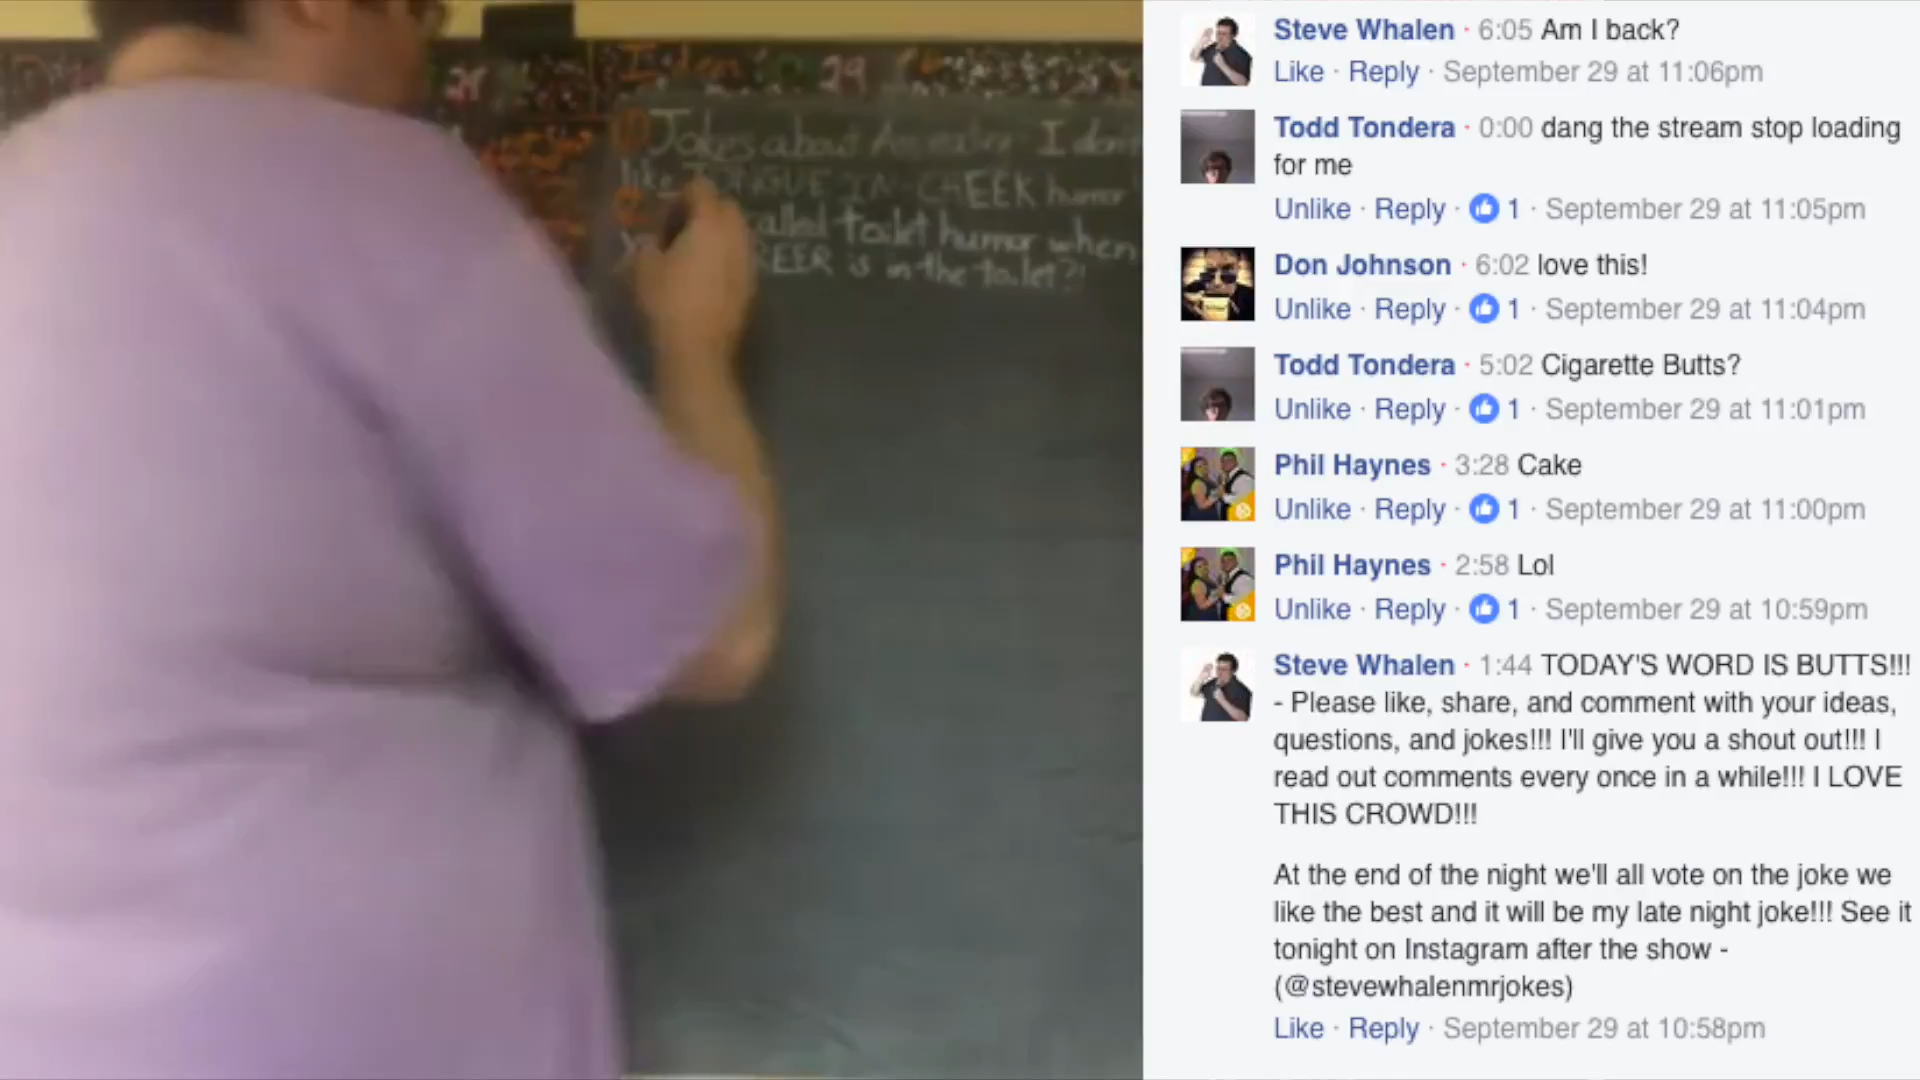 29
Jokes about I don't
like TONGUE IN-CHEEK humor
called toilet humor when
is in the toilet?!
Steve Whalen · 6:05 Am I back?
Like · Reply · September 29 at 11:06pm
Todd Tondera · 0:00 dang the stream stop loading
for me
Unlike · Reply · 1 · September 29 at 11:05pm
Don Johnson · 6:02 love this!
Unlike · Reply · 1 · September 29 at 11:04pm
Todd Tondera · 5:02 Cigarette Butts?
Unlike · Reply · 1 · September 29 at 11:01pm
Phil Haynes · 3:28 Cake
Unlike · Reply · 1 · September 29 at 11:00pm
Phil Haynes · 2:58 Lol
Unlike · Reply · 1 · September 29 at 10:59pm
Steve Whalen · 1:44 TODAY'S WORD IS BUTTS!!!
- Please like, share, and comment with your ideas,
questions, and jokes!!! I'll give you a shout out!!! I
read out comments every once in a while!!! I LOVE
THIS CROWD!!!
At the end of the night we'll all vote on the joke we
like the best and it will be my late night joke!!! See it
tonight on Instagram after the show -
(@stevewhalenmrjokes)
Like · Reply · September 29 at 10:58pm